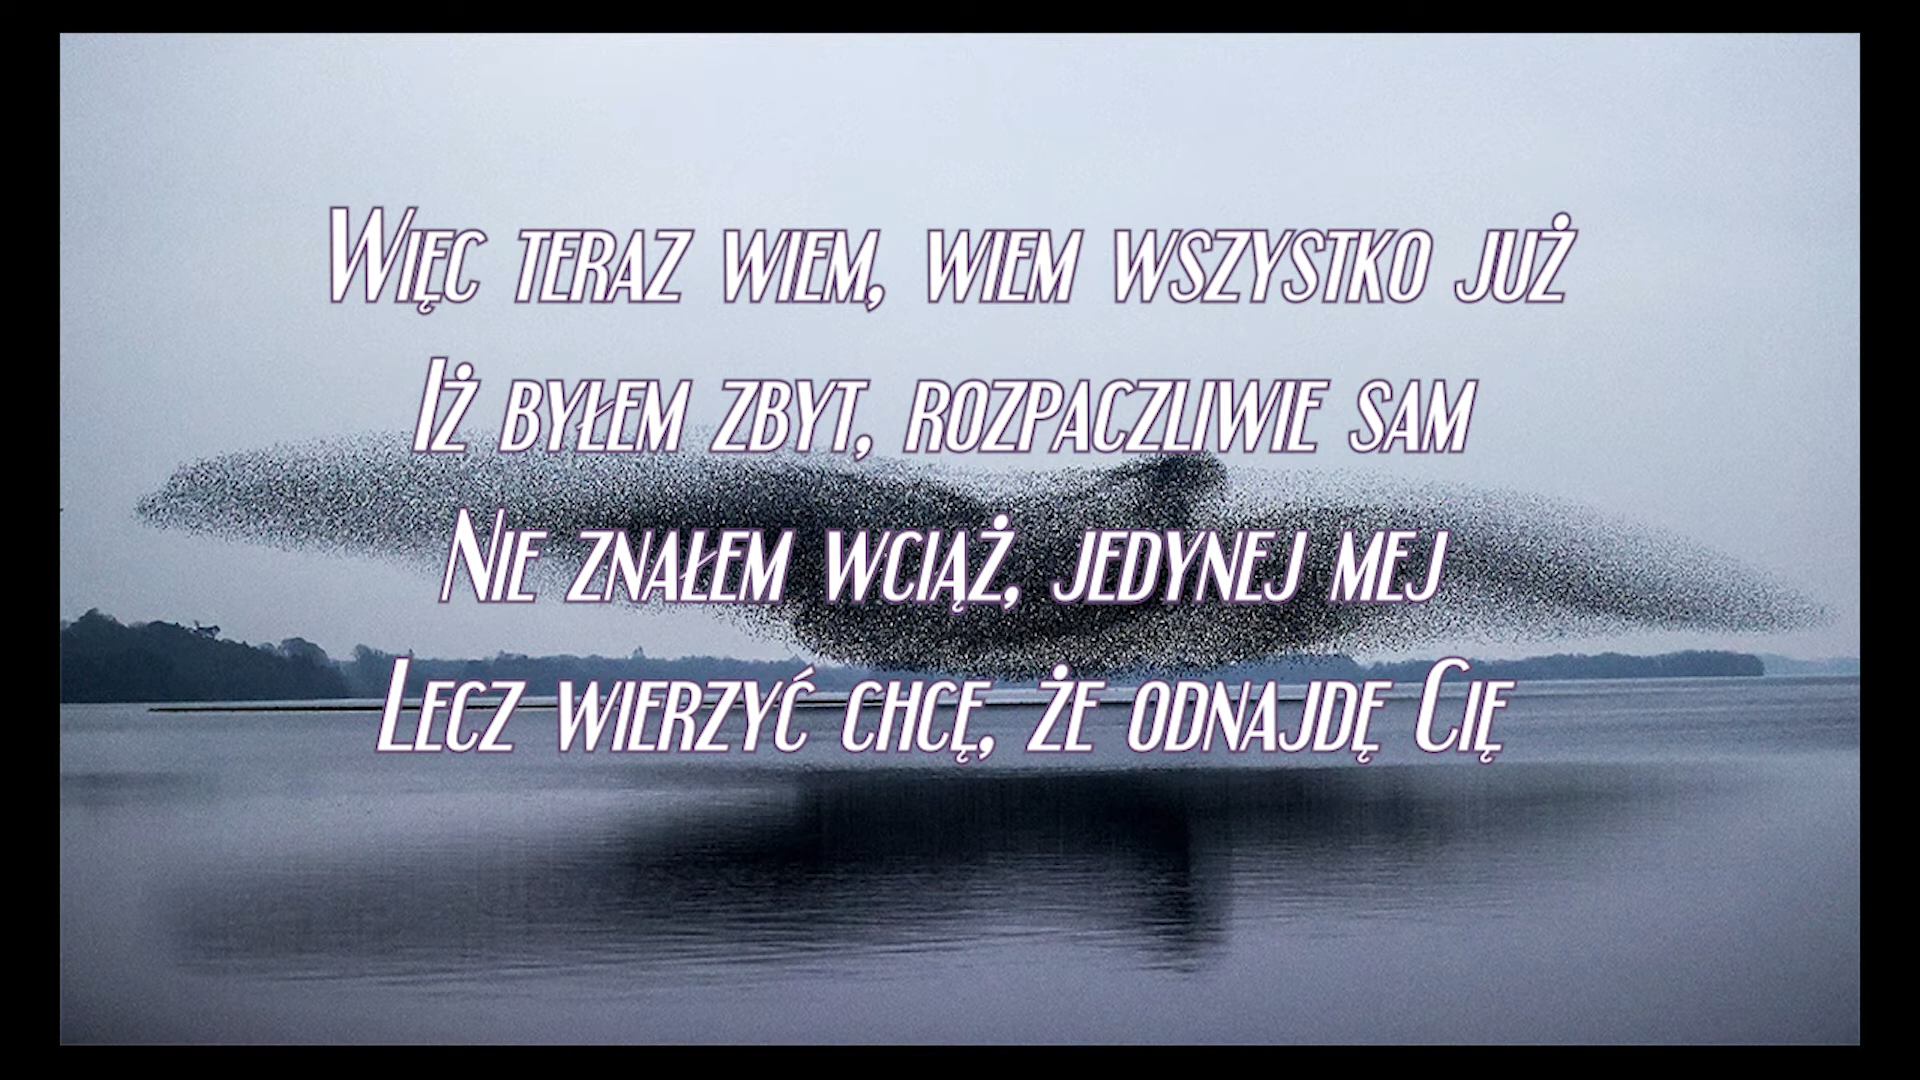 Więc teraz wiem, wiem wszystko już
Iż byłem zbyt, rozpaczliwie sam
Nie znałem wciąż, jedynej mej
Lecz wierzyć chcę, że odnajdę Cię